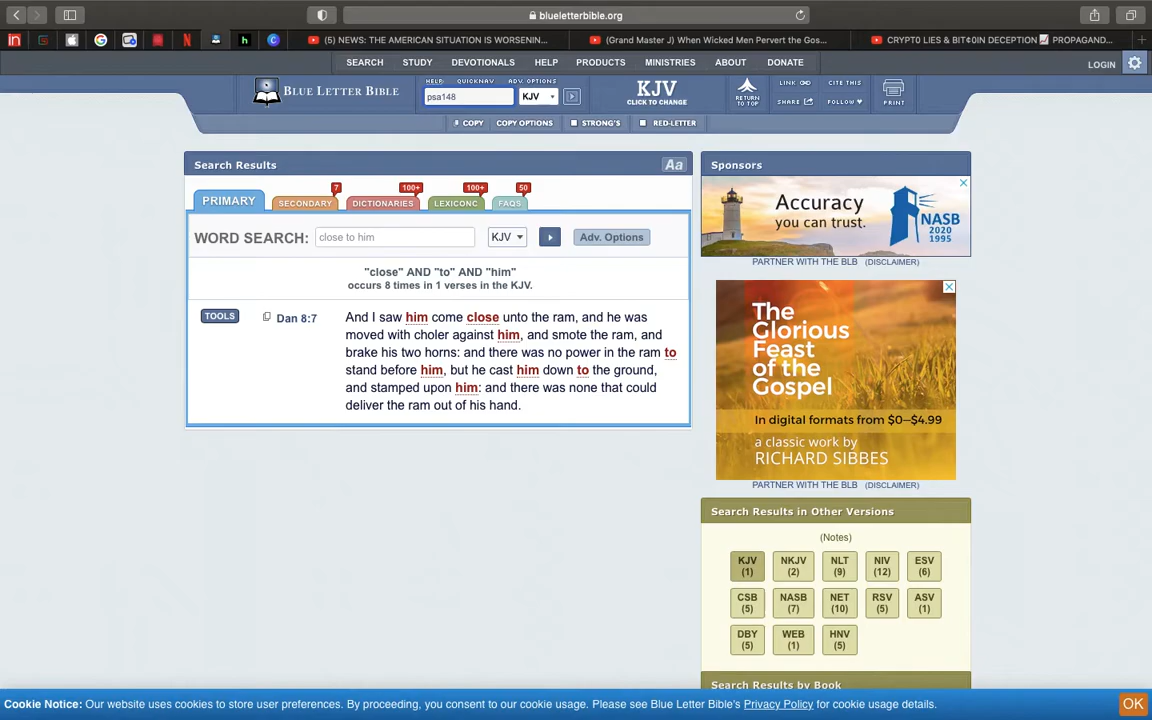 blueletterbible.org
(5) NEWS: THE AMERICAN SITUATION IS WORSENIN...
(Grand Master J) When Wicked Men Pervert the Gos...
CRYPT0 LIES & BIT¢0IN DECEPTION📈 PROPAGAND...
SEARCH STUDY DEVOTIONALS HELP PRODUCTS MINISTRIES ABOUT DONATE
LOGIN
BLUE LETTER BIBLE
HELP: QUICKNAV ADV. OPTIONS
psa148 KJV
KJV
CLICK TO CHANGE
RETURN
TO TOP
LINK CITE THIS
SHARE FOLLOW
PRINT
COPY COPY OPTIONS STRONG'S RED-LETTER
Search Results Aa
7 100+ 100+ 50
PRIMARY SECONDARY DICTIONARIES LEXICONC FAQS
WORD SEARCH: close to him KJV Adv. Options
"close" AND "to" AND "him"
occurs 8 times in 1 verses in the KJV.
TOOLS Dan 8:7
And I saw him come close unto the ram, and he was
moved with choler against him, and smote the ram, and
brake his two horns: and there was no power in the ram to
stand before him, but he cast him down to the ground,
and stamped upon him: and there was none that could
deliver the ram out of his hand.
Sponsors
Accuracy
you can trust.
NASB
2020
1995
PARTNER WITH THE BLB (DISCLAIMER)
The
Glorious
Feast
of the
Gospel
In digital formats from $0–$4.99
a classic work by
RICHARD SIBBES
PARTNER WITH THE BLB (DISCLAIMER)
Search Results in Other Versions
(Notes)
KJV NKJV NLT NIV ESV
(1) (2) (9) (12) (6)
CSB NASB NET RSV ASV
(5) (7) (10) (5) (1)
DBY WEB HNV
(5) (1) (5)
Search Results by Book
Cookie Notice: Our website uses cookies to store user preferences. By proceeding, you consent to our cookie usage. Please see Blue Letter Bible's Privacy Policy for cookie usage details. OK